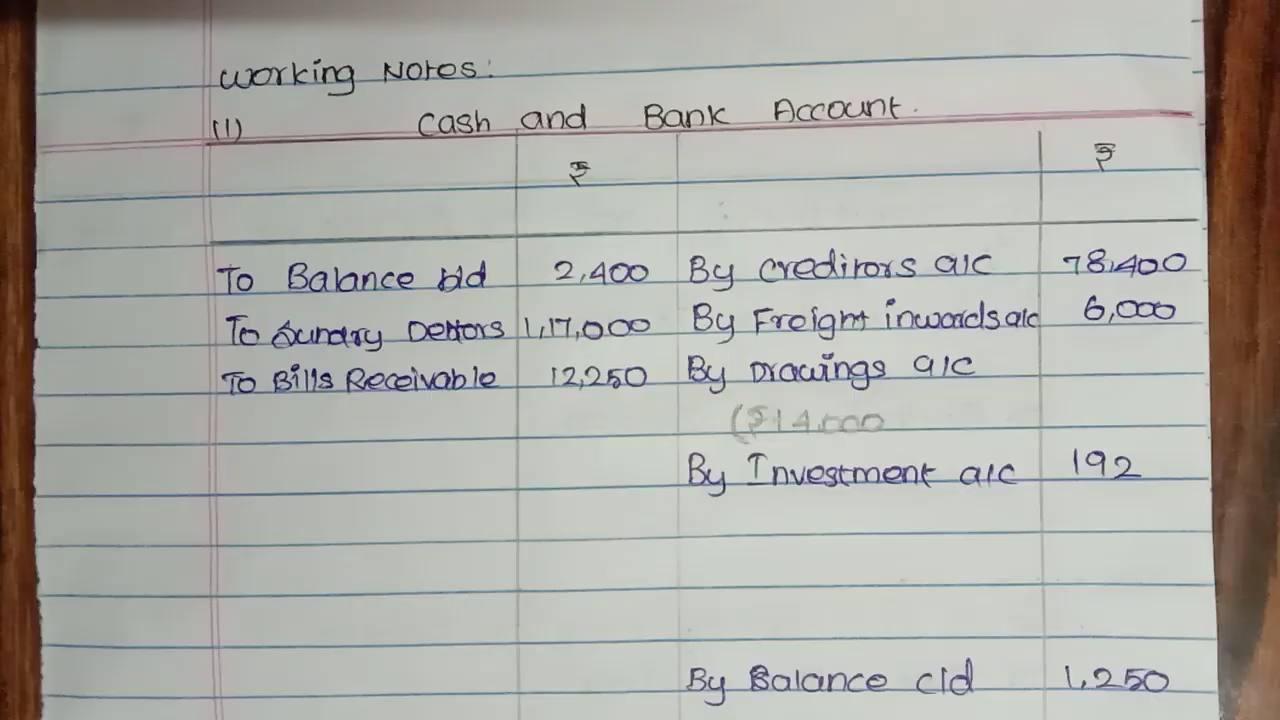 Working Notes:
(1) Cash and Bank Account.
₹ ₹
To Balance b/d 2,400 By Creditors a/c 78,400
To Sundry Debtors 1,17,000 By Freight inwards a/c 6,000
To Bills Receivable 12,250 By Drawings a/c
(₹14,000
By Investment a/c 192
By Balance c/d 1,250